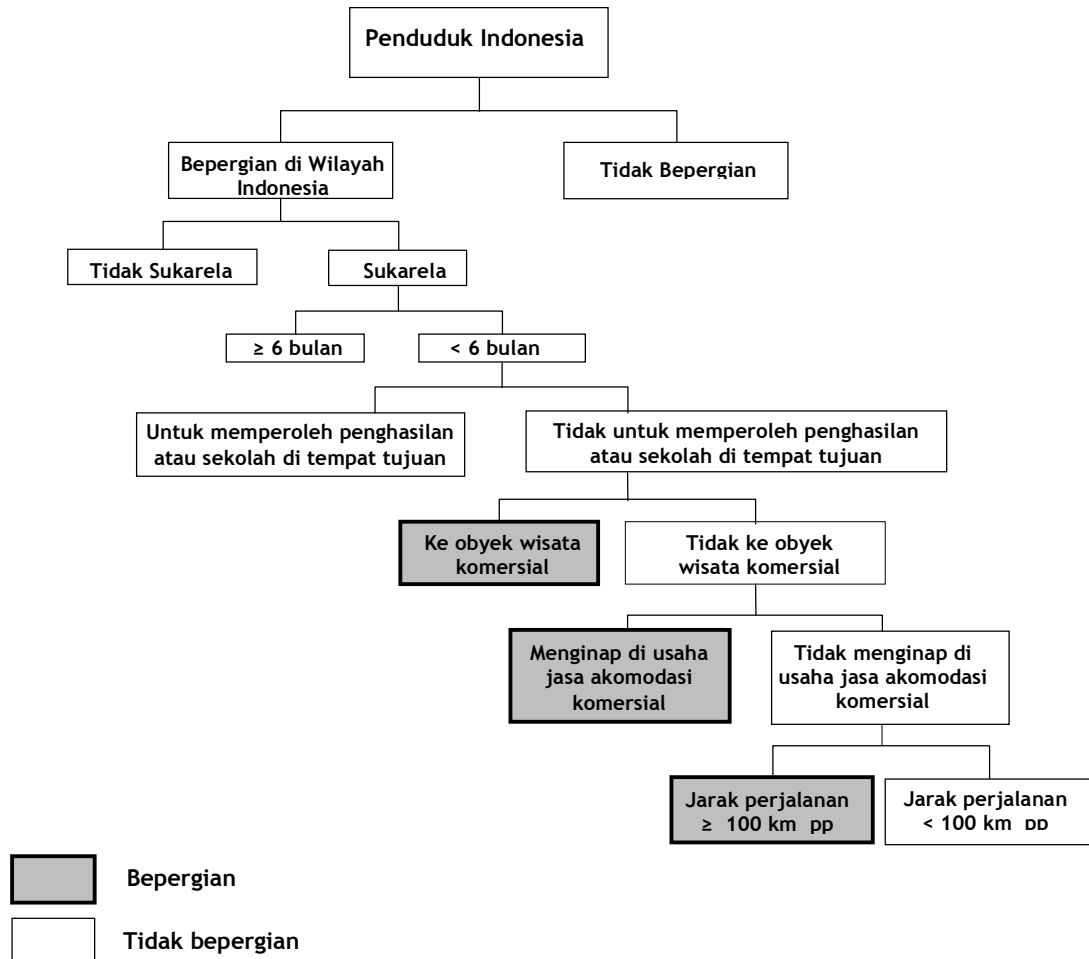 Penduduk Indonesia
Bepergian di Wilayah
Indonesia
Tidak Bepergian
Tidak Sukarela
Sukarela
≥ 6 bulan
< 6 bulan
Untuk memperoleh penghasilan
atau sekolah di tempat tujuan
Tidak untuk memperoleh penghasilan
atau sekolah di tempat tujuan
Ke obyek wisata
komersial
Tidak ke obyek
wisata komersial
Menginap di usaha
jasa akomodasi
komersial
Tidak menginap di
usaha jasa akomodasi
komersial
Jarak perjalanan
≥ 100 km pp
Jarak perjalanan
< 100 km pp
Bepergian
Tidak bepergian